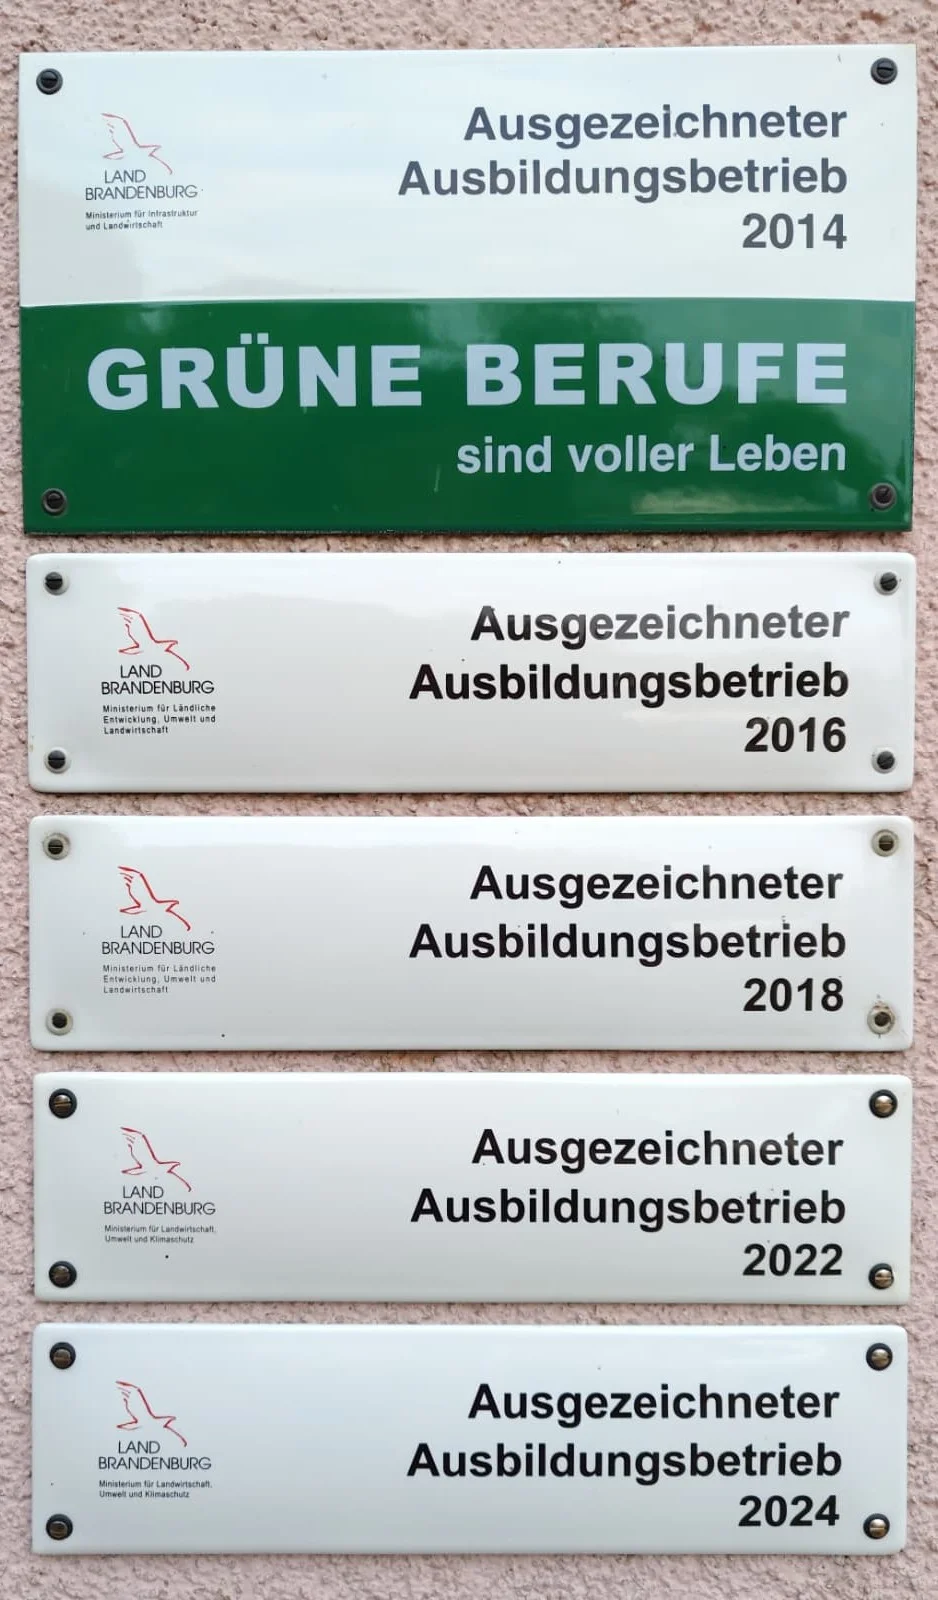 LAND
BRANDENBURG
Ministerium für Infrastruktur
und Landwirtschaft
Ausgezeichneter
Ausbildungsbetrieb
2014
GRÜNE BERUFE
sind voller Leben
LAND
BRANDENBURG
Ministerium für Ländliche
Entwicklung, Umwelt und
Landwirtschaft
Ausgezeichneter
Ausbildungsbetrieb
2016
LAND
BRANDENBURG
Ministerium für Ländliche
Entwicklung, Umwelt und
Landwirtschaft
Ausgezeichneter
Ausbildungsbetrieb
2018
LAND
BRANDENBURG
Ministerium für Landwirtschaft,
Umwelt und Klimaschutz
Ausgezeichneter
Ausbildungsbetrieb
2022
LAND
BRANDENBURG
Ministerium für Landwirtschaft,
Umwelt und Klimaschutz
Ausgezeichneter
Ausbildungsbetrieb
2024